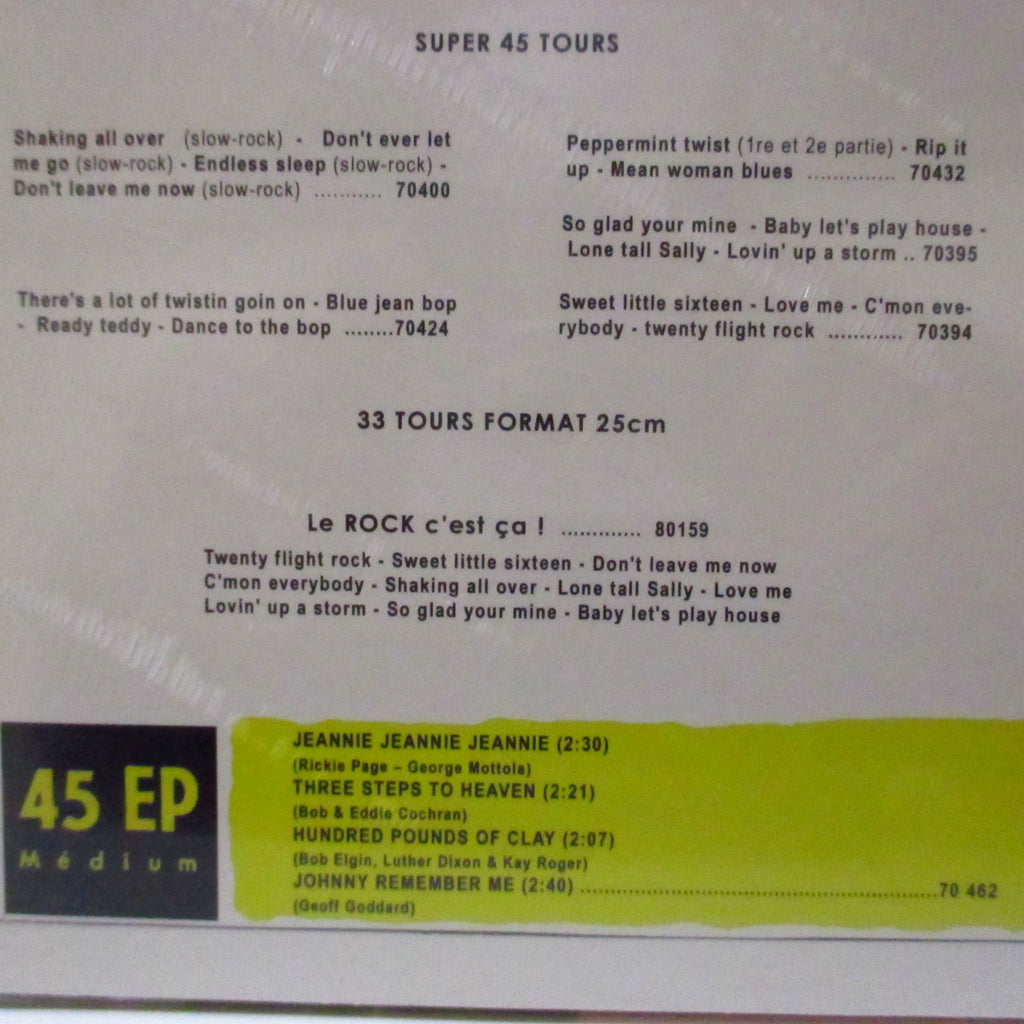 SUPER 45 TOURS
Shaking all over (slow-rock) - Don't ever let
me go (slow-rock) - Endless sleep (slow-rock) -
Don't leave me now (slow-rock) ........... 70400
There's a lot of twistin goin on - Blue jean bop
- Ready teddy - Dance to the bop ........70424
Peppermint twist (1re et 2e partie) - Rip it
up - Mean woman blues .............. 70432
So glad your mine - Baby let's play house -
Lone tall Sally - Lovin' up a storm .. 70395
Sweet little sixteen - Love me - C'mon eve-
rybody - twenty flight rock ............ 70394
33 TOURS FORMAT 25cm
Le ROCK c'est ça ! ............. 80159
Twenty flight rock - Sweet little sixteen - Don't leave me now
C'mon everybody - Shaking all over - Lone tall Sally - Love me
Lovin' up a storm - So glad your mine - Baby let's play house
45 EP
Médium
JEANNIE JEANNIE JEANNIE (2:30)
(Rickie Page – George Mottola)
THREE STEPS TO HEAVEN (2:21)
(Bob & Eddie Cochran)
HUNDRED POUNDS OF CLAY (2:07)
(Bob Elgin, Luther Dixon & Kay Roger)
JOHNNY REMEMBER ME (2:40) ................................................................70 462
(Geoff Goddard)